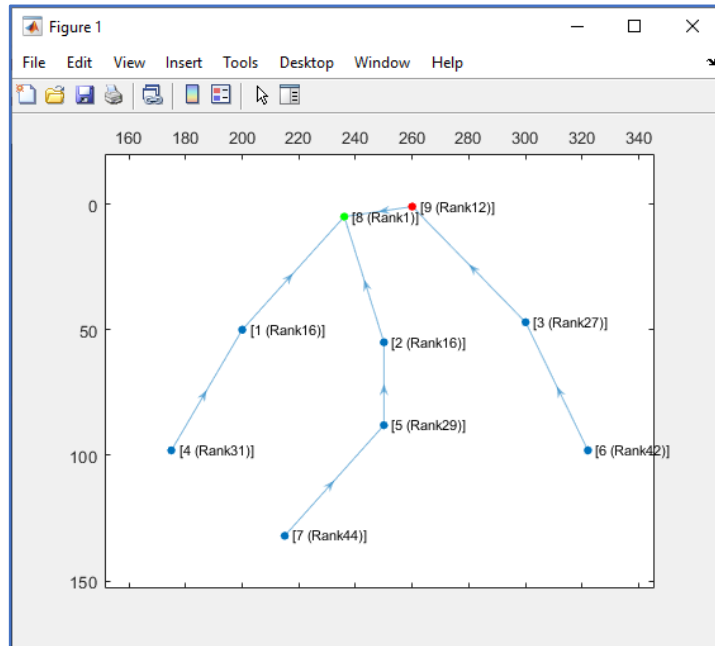 Figure 1
File Edit View Insert Tools Desktop Window Help
160 180 200 220 240 260 280 300 320 340
0
[9 (Rank12)]
[8 (Rank1)]
50
[1 (Rank16)]
[2 (Rank16)]
[3 (Rank27)]
[5 (Rank29)]
100
[4 (Rank31)]
[6 (Rank42)]
[7 (Rank44)]
150